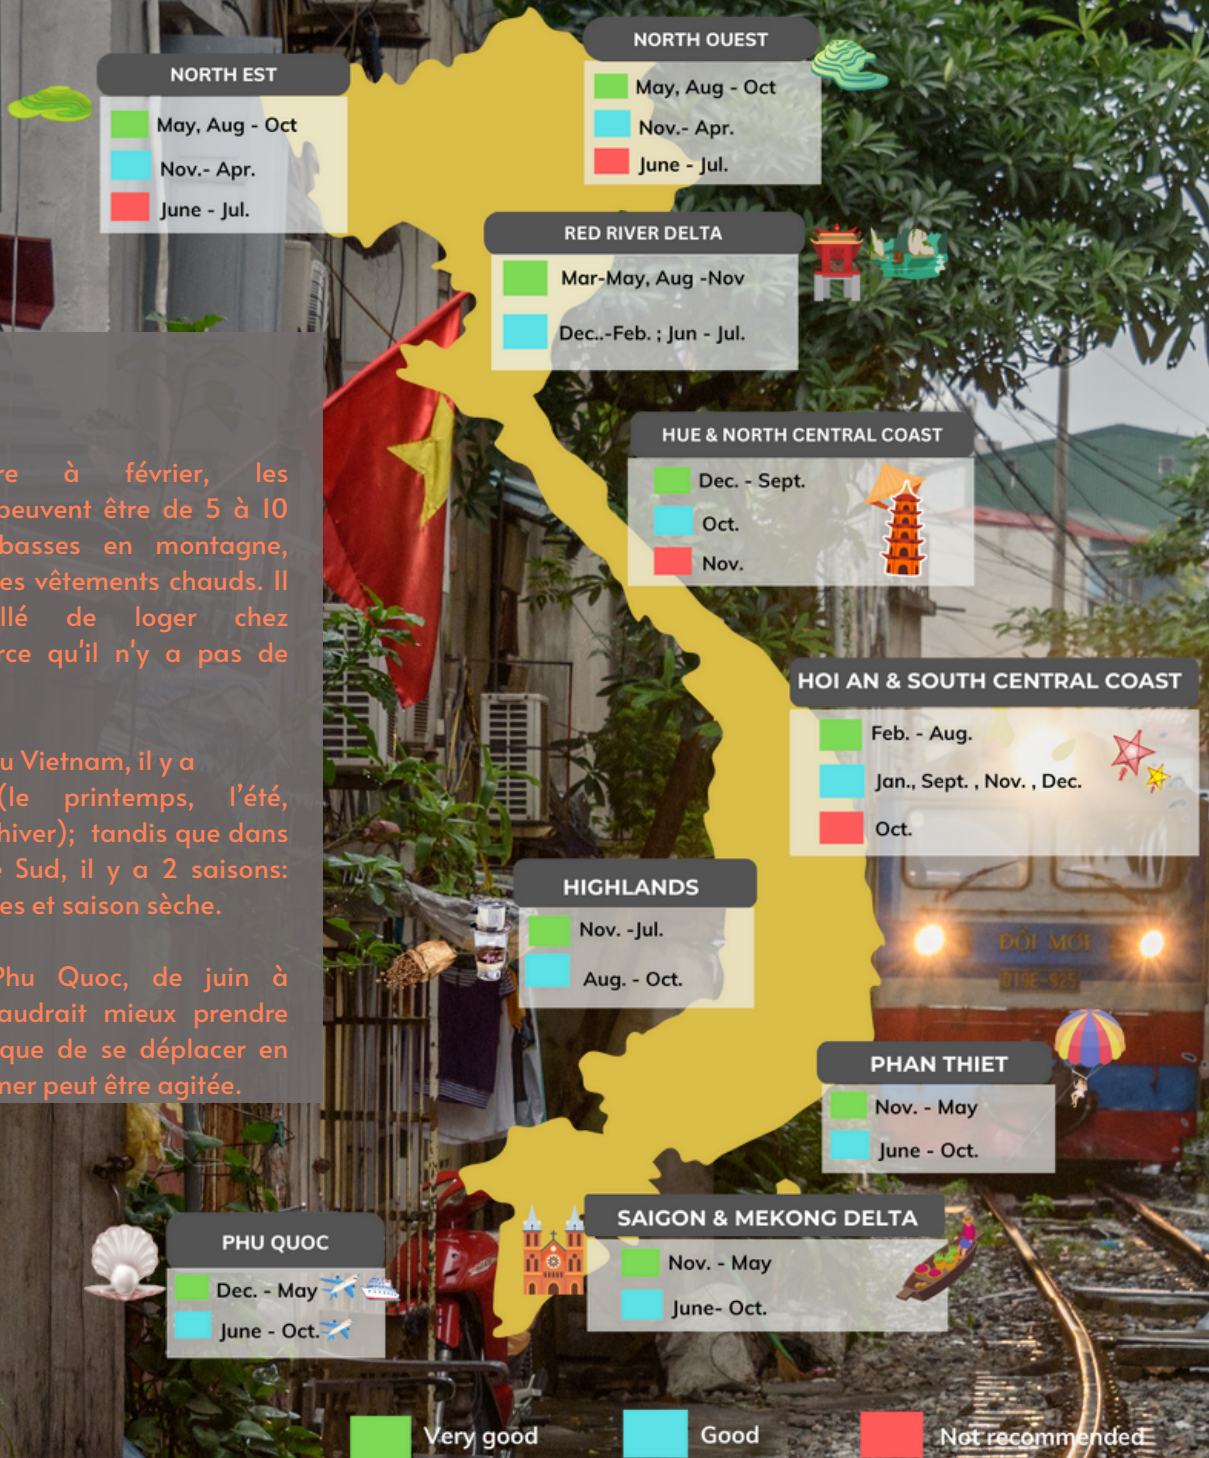 NORTH OUEST
May, Aug - Oct
Nov.- Apr.
June - Jul.
NORTH EST
May, Aug - Oct
Nov.- Apr.
June - Jul.
RED RIVER DELTA
Mar-May, Aug -Nov
Dec..-Feb. ; Jun - Jul.
HUE & NORTH CENTRAL COAST
Dec. - Sept.
Oct.
Nov.
re à février, les
peuvent être de 5 à 10
basses en montagne,
es vêtements chauds. Il
llé de loger chez
rce qu'il n'y a pas de
u Vietnam, il y a
(le printemps, l’été,
hiver); tandis que dans
e Sud, il y a 2 saisons:
es et saison sèche.
Phu Quoc, de juin à
audrait mieux prendre
que de se déplacer en
mer peut être agitée.
HOI AN & SOUTH CENTRAL COAST
Feb. - Aug.
Jan., Sept. , Nov. , Dec.
Oct.
HIGHLANDS
Nov. -Jul.
Aug. - Oct.
ĐỔI MỚI
D19E-925
PHAN THIET
Nov. - May
June - Oct.
SAIGON & MEKONG DELTA
Nov. - May
June- Oct.
PHU QUOC
Dec. - May
June - Oct.
Very good
Good
Not recommended